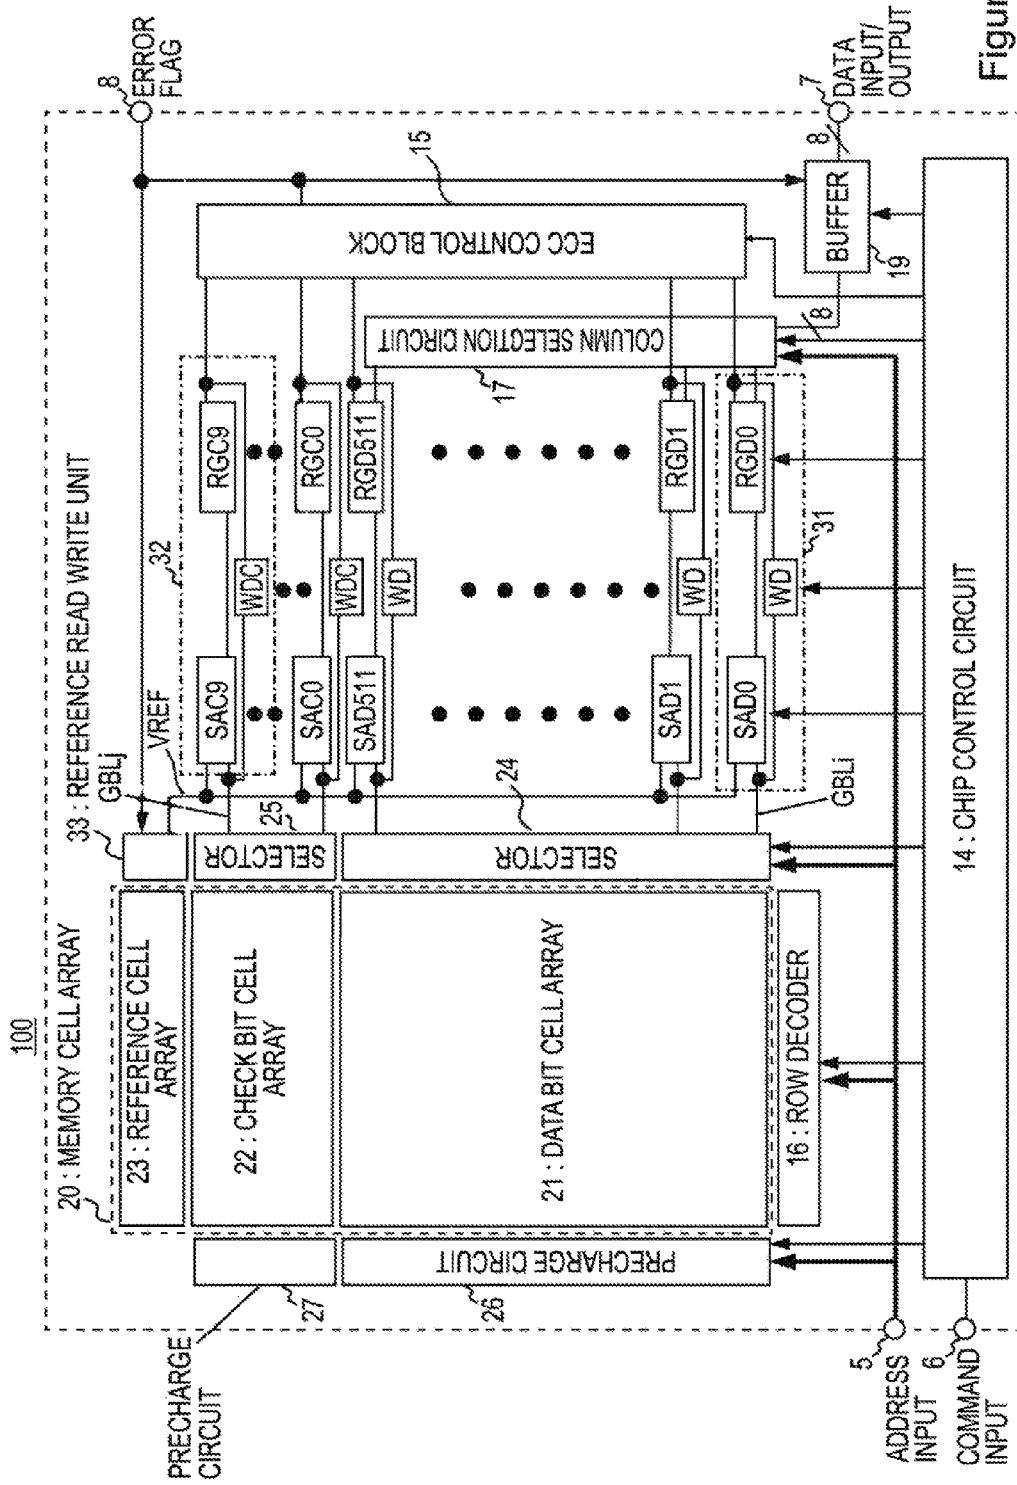 100
20 : MEMORY CELL ARRAY
33 : REFERENCE READ WRITE UNIT
8
ERROR
FLAG
23 : REFERENCE CELL
ARRAY
GBLj
VREF
32
PRECHARGE
CIRCUIT
27
22 : CHECK BIT CELL
ARRAY
SELECTOR
25
SAC9
WDC
RGC9
SAC0
WDC
RGC0
ECC CONTROL BLOCK
15
PRECHARGE CIRCUIT
26
21 : DATA BIT CELL ARRAY
SELECTOR
24
SAD511
WD
RGD511
COLUMN SELECTION CIRCUIT
17
SAD1
WD
RGD1
SAD0
WD
RGD0
GBLi
31
16 : ROW DECODER
8
BUFFER
19
8
7
DATA
INPUT/
OUTPUT
5
ADDRESS
INPUT
6
COMMAND
INPUT
14 : CHIP CONTROL CIRCUIT
Figur